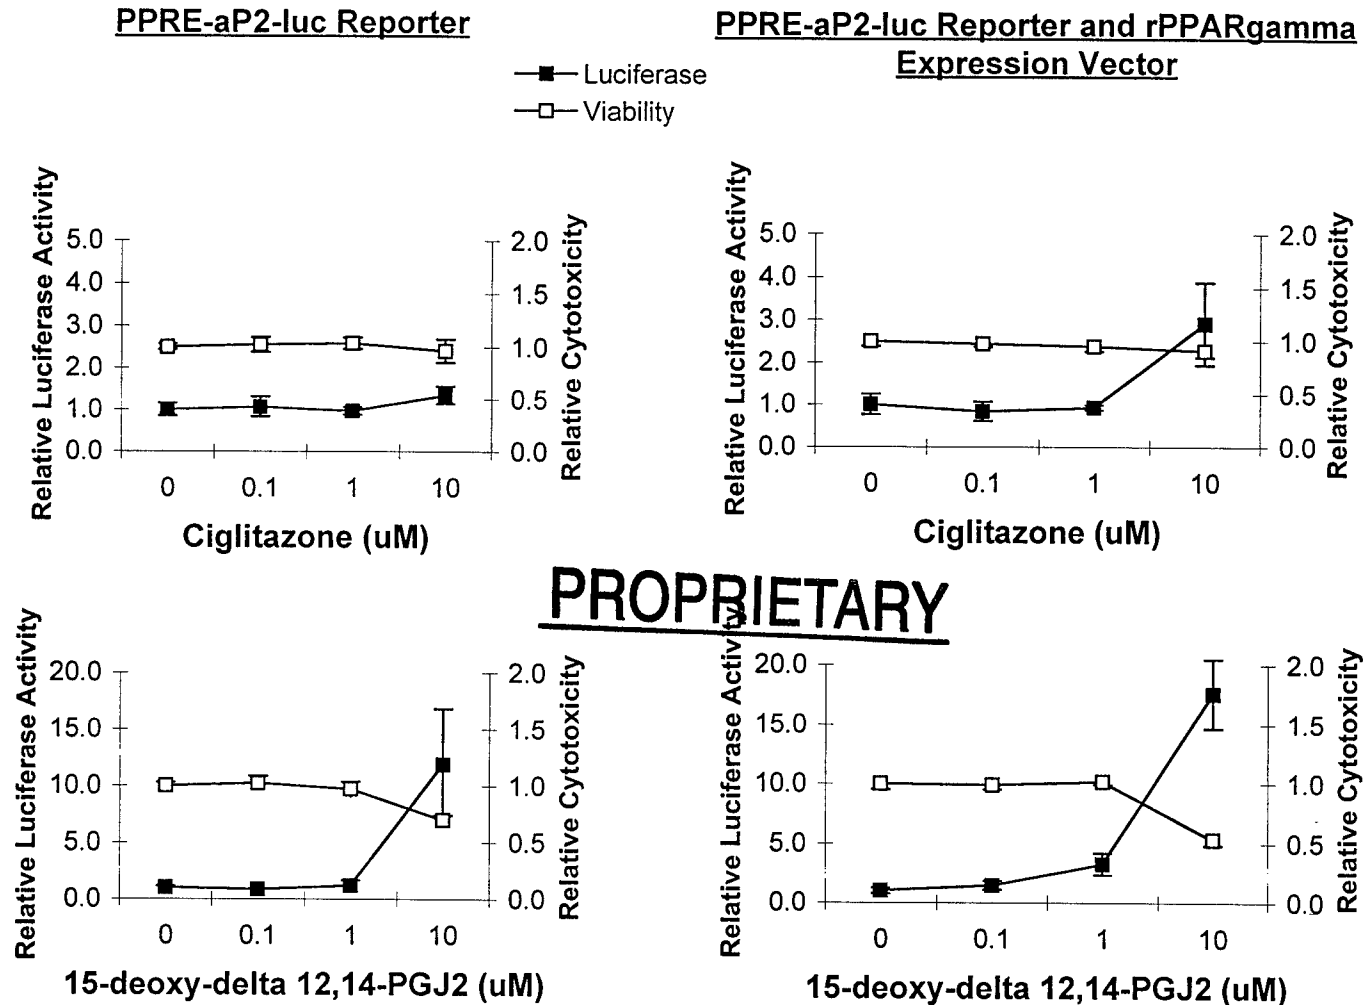 PPRE-aP2-luc Reporter
PPRE-aP2-luc Reporter and rPPARgamma
Expression Vector
Luciferase
Viability
Relative Luciferase Activity
5.0
4.0
3.0
2.0
1.0
0.0
2.0
1.5
1.0
0.5
0.0
Relative Cytotoxicity
0 0.1 1 10
Ciglitazone (uM)
Relative Luciferase Activity
5.0
4.0
3.0
2.0
1.0
0.0
2.0
1.5
1.0
0.5
0.0
Relative Cytotoxicity
0 0.1 1 10
Ciglitazone (uM)
PROPRIETARY
Relative Luciferase Activity
20.0
15.0
10.0
5.0
0.0
2.0
1.5
1.0
0.5
0.0
Relative Cytotoxicity
0 0.1 1 10
15-deoxy-delta 12,14-PGJ2 (uM)
Relative Luciferase Activity
20.0
15.0
10.0
5.0
0.0
2.0
1.5
1.0
0.5
0.0
Relative Cytotoxicity
0 0.1 1 10
15-deoxy-delta 12,14-PGJ2 (uM)